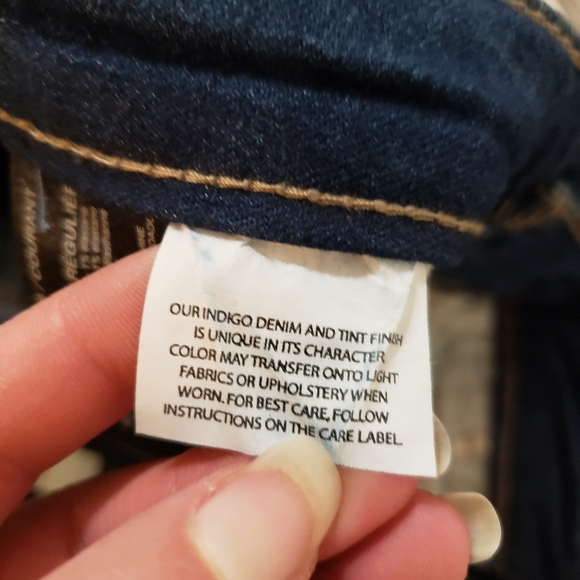 OUR INDIGO DENIM AND TINT FINISH
IS UNIQUE IN ITS CHARACTER
COLOR MAY TRANSFER ONTO LIGHT
FABRICS OR UPHOLSTERY WHEN
WORN. FOR BEST CARE, FOLLOW
INSTRUCTIONS ON THE CARE LABEL.